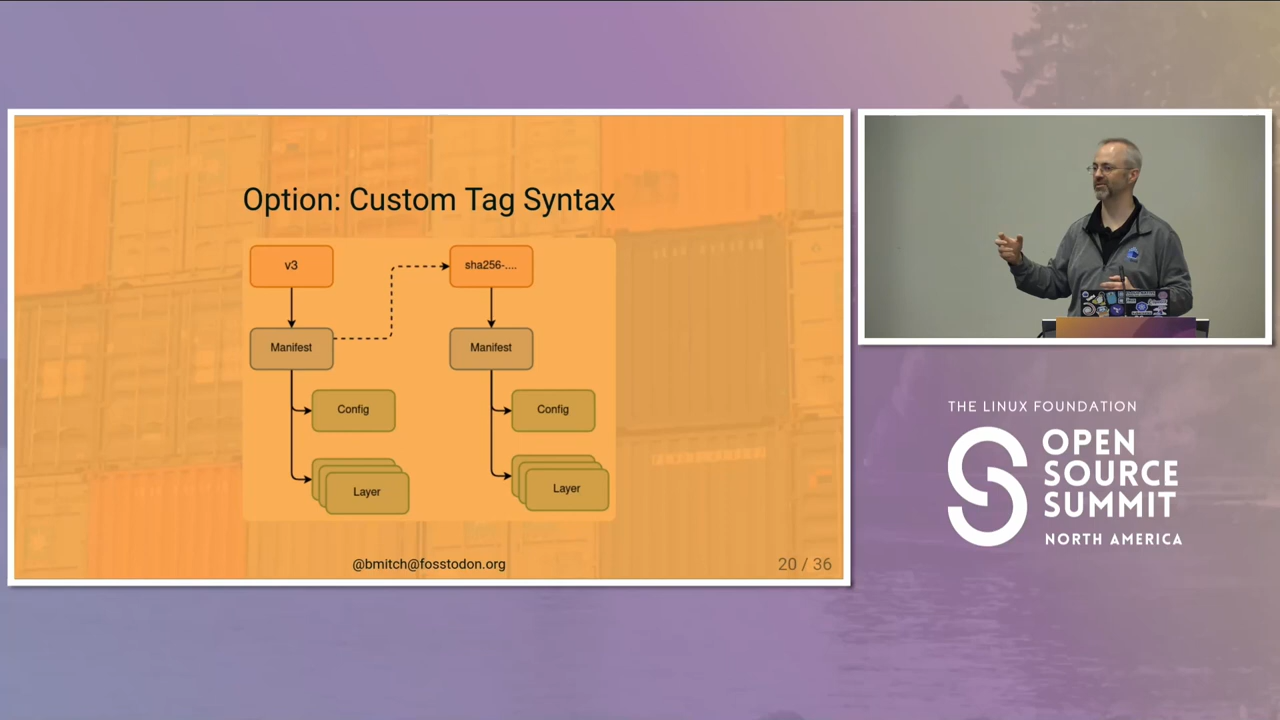 Option: Custom Tag Syntax
v3
sha256-....
Manifest
Manifest
Config
Config
Layer
Layer
@bmitch@fosstodon.org
20 / 36
THE LINUX FOUNDATION
OPEN
SOURCE
SUMMIT
NORTH AMERICA